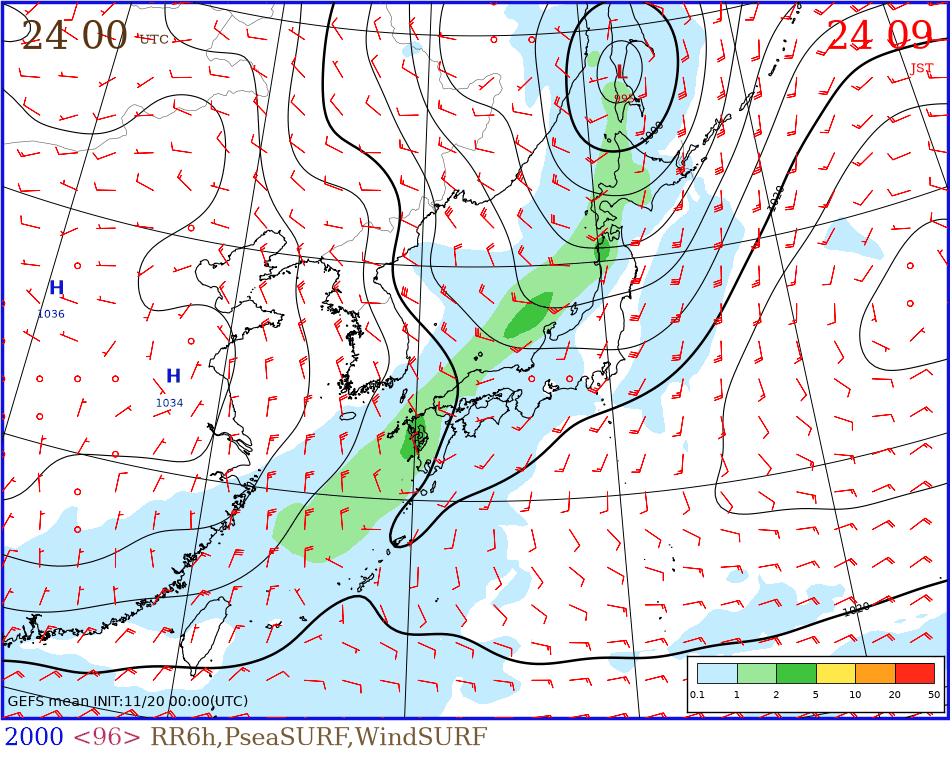 24 00 UTC
24 09
JST
L
1000
1020
H
1036
H
1034
1020
0.1 1 2 5 10 20 50
GEFS mean INIT:11/20 00:00(UTC)
2000 <96> RR6h,PseaSURF,WindSURF